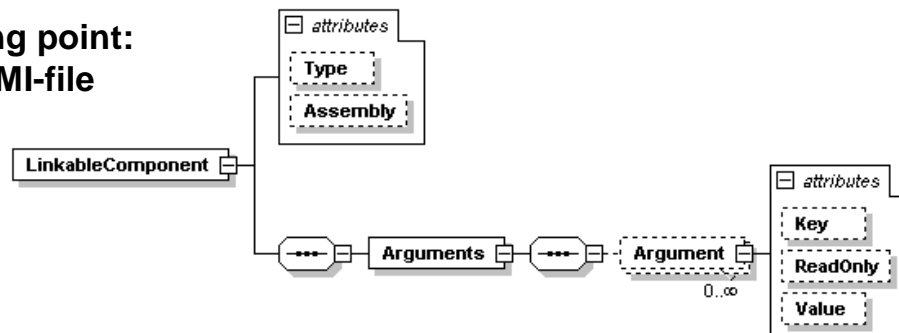 ng point:
MI-file
attributes
Type
Assembly
LinkableComponent
Arguments
Argument
0..∞
attributes
Key
ReadOnly
Value